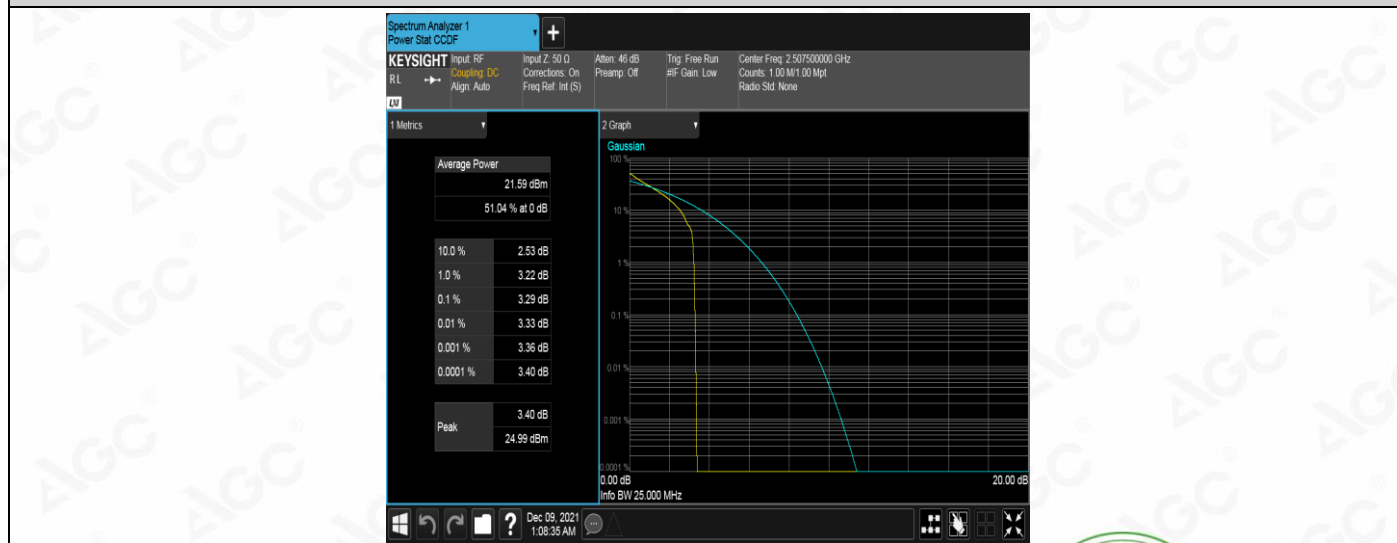 Spectrum Analyzer 1
Power Stat CCDF
+
KEYSIGHT Input: RF Input Z: 50 Ω Atten: 46 dB Trig: Free Run Center Freq: 2.507500000 GHz
R L Coupling: DC Corrections: On Preamp: Off #IF Gain: Low Counts: 1.00 M/1.00 Mpt
Align: Auto Freq Ref: Int (S) Radio Std: None
LXI
1 Metrics
Average Power
21.59 dBm
51.04 % at 0 dB
10.0 % 2.53 dB
1.0 % 3.22 dB
0.1 % 3.29 dB
0.01 % 3.33 dB
0.001 % 3.36 dB
0.0001 % 3.40 dB
Peak 3.40 dB
24.99 dBm
2 Graph
Gaussian
100 %
10 %
1 %
0.1 %
0.01 %
0.001 %
0.0001 %
0.00 dB 20.00 dB
Info BW 25.000 MHz
? Dec 09, 2021
1:08:35 AM
AGC